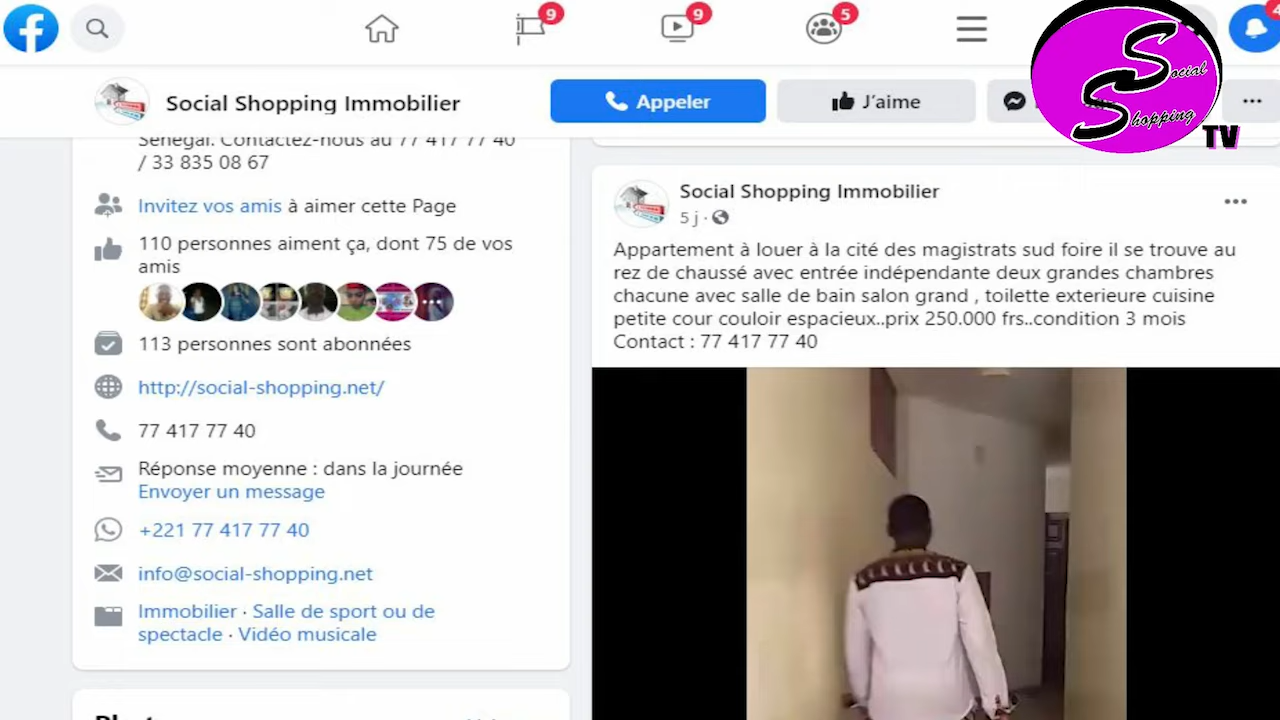 9
9
5
4
Social Shopping Immobilier
Appeler
J'aime
Social
Shopping
TV
Sénégal. Contactez-nous au 77 417 77 40
/ 33 835 08 67
Invitez vos amis à aimer cette Page
110 personnes aiment ça, dont 75 de vos
amis
113 personnes sont abonnées
http://social-shopping.net/
77 417 77 40
Réponse moyenne : dans la journée
Envoyer un message
+221 77 417 77 40
info@social-shopping.net
Immobilier · Salle de sport ou de
spectacle · Vidéo musicale
Social Shopping Immobilier
5 j ·
Appartement à louer à la cité des magistrats sud foire il se trouve au
rez de chaussé avec entrée indépendante deux grandes chambres
chacune avec salle de bain salon grand , toilette exterieure cuisine
petite cour couloir espacieux..prix 250.000 frs..condition 3 mois
Contact : 77 417 77 40